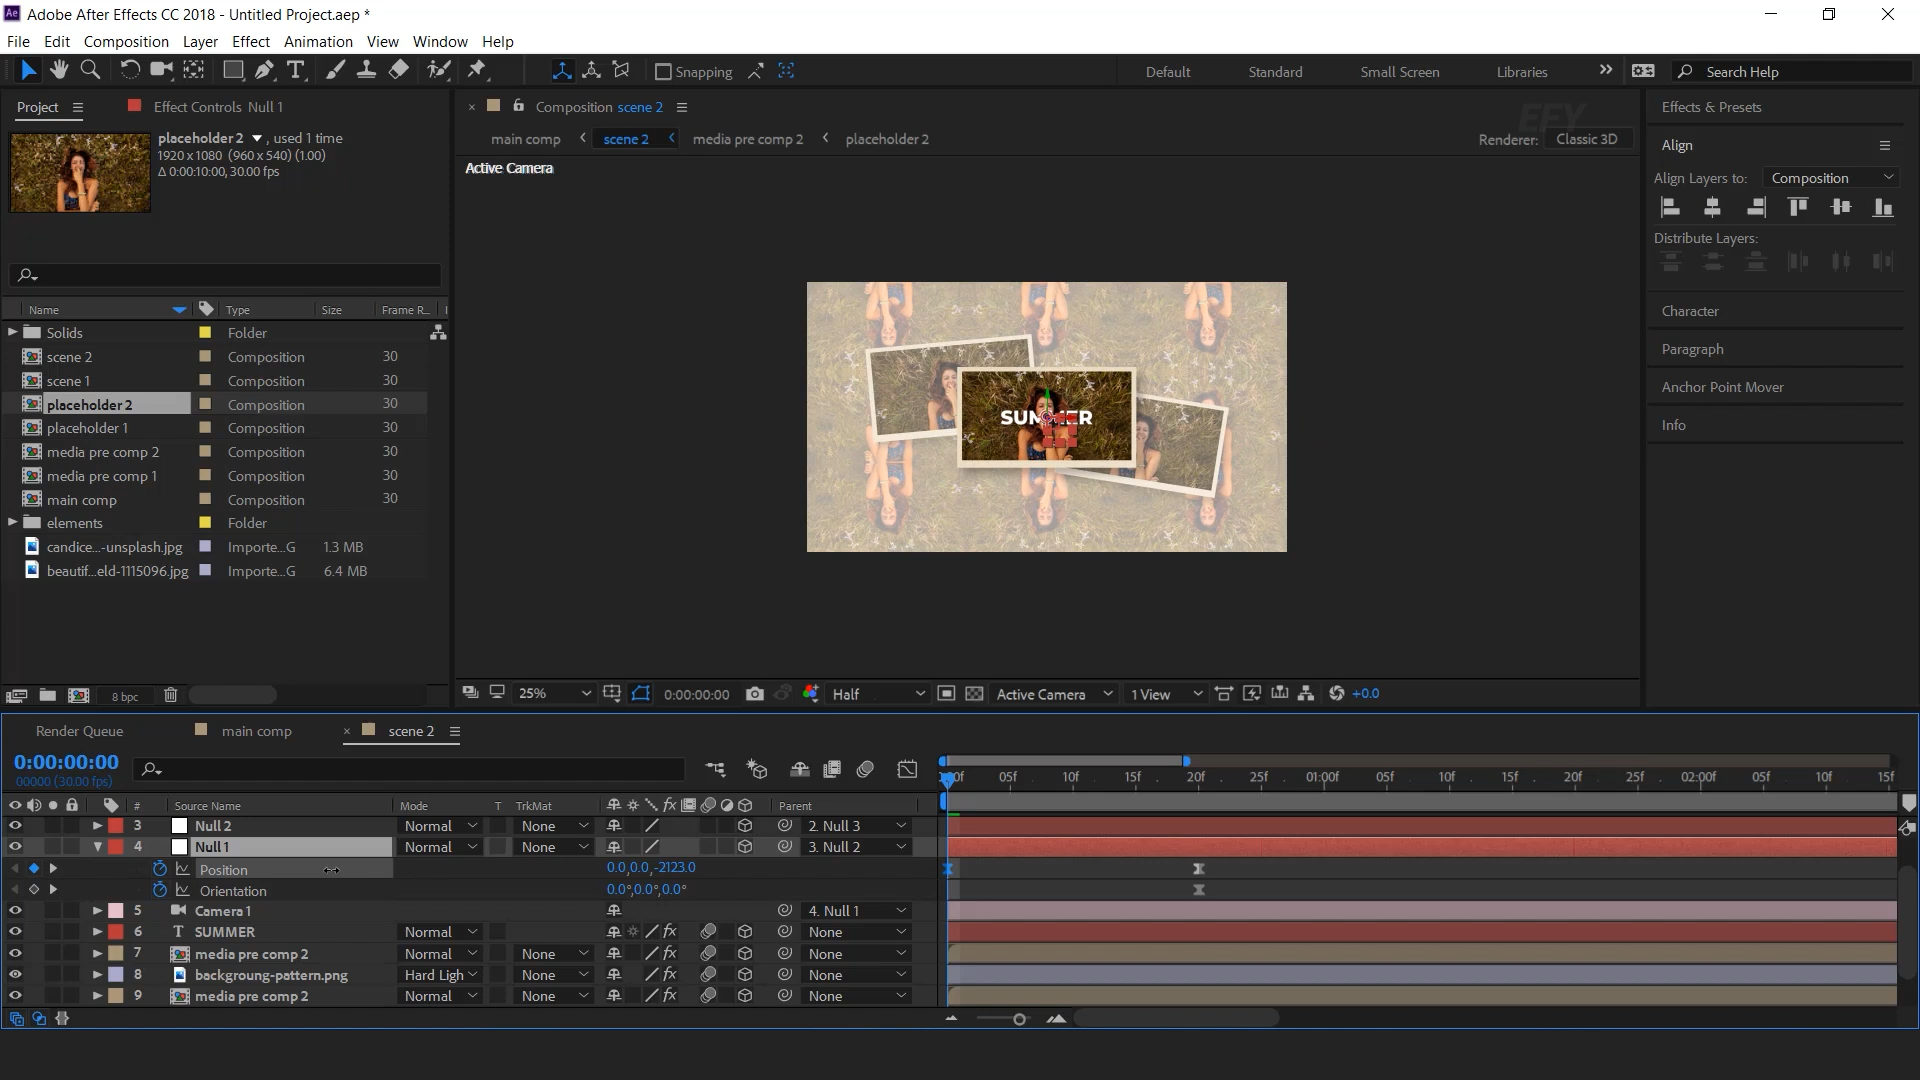 Adobe After Effects CC 2018 - Untitled Project.aep *
File Edit Composition Layer Effect Animation View Window Help
Snapping
Default Standard Small Screen Libraries
Search Help
Project
Effect Controls Null 1
placeholder 2 , used 1 time
1920 x 1080 (960 x 540) (1.00)
Δ 0:00:10:00, 30.00 fps
Name Type Size Frame R...
Solids Folder
scene 2 Composition 30
scene 1 Composition 30
placeholder 2 Composition 30
placeholder 1 Composition 30
media pre comp 2 Composition 30
media pre comp 1 Composition 30
main comp Composition 30
elements Folder
candice...-unsplash.jpg Importe...G 1.3 MB
beautif...eld-1115096.jpg Importe...G 6.4 MB
8 bpc
Composition scene 2
main comp scene 2 media pre comp 2 placeholder 2
EFY
Renderer: Classic 3D
Active Camera
SUMMER
25% 0:00:00:00 Half Active Camera 1 View +0.0
Effects & Presets
Align
Align Layers to: Composition
Distribute Layers:
Character
Paragraph
Anchor Point Mover
Info
Render Queue main comp scene 2
0:00:00:00
00000 (30.00 fps)
05f 10f 15f 20f 25f 01:00f 05f 10f 15f 20f 25f 02:00f 05f 10f 15f
# Source Name Mode T TrkMat fx Parent
3 Null 2 Normal None 2. Null 3
4 Null 1 Normal None 3. Null 2
Position 0.0,0.0,-2123.0
Orientation 0.0°,0.0°,0.0°
5 Camera 1 4. Null 1
6 T SUMMER Normal fx None
7 media pre comp 2 Normal None fx None
8 backgroung-pattern.png Hard Ligh None fx None
9 media pre comp 2 Normal None fx None